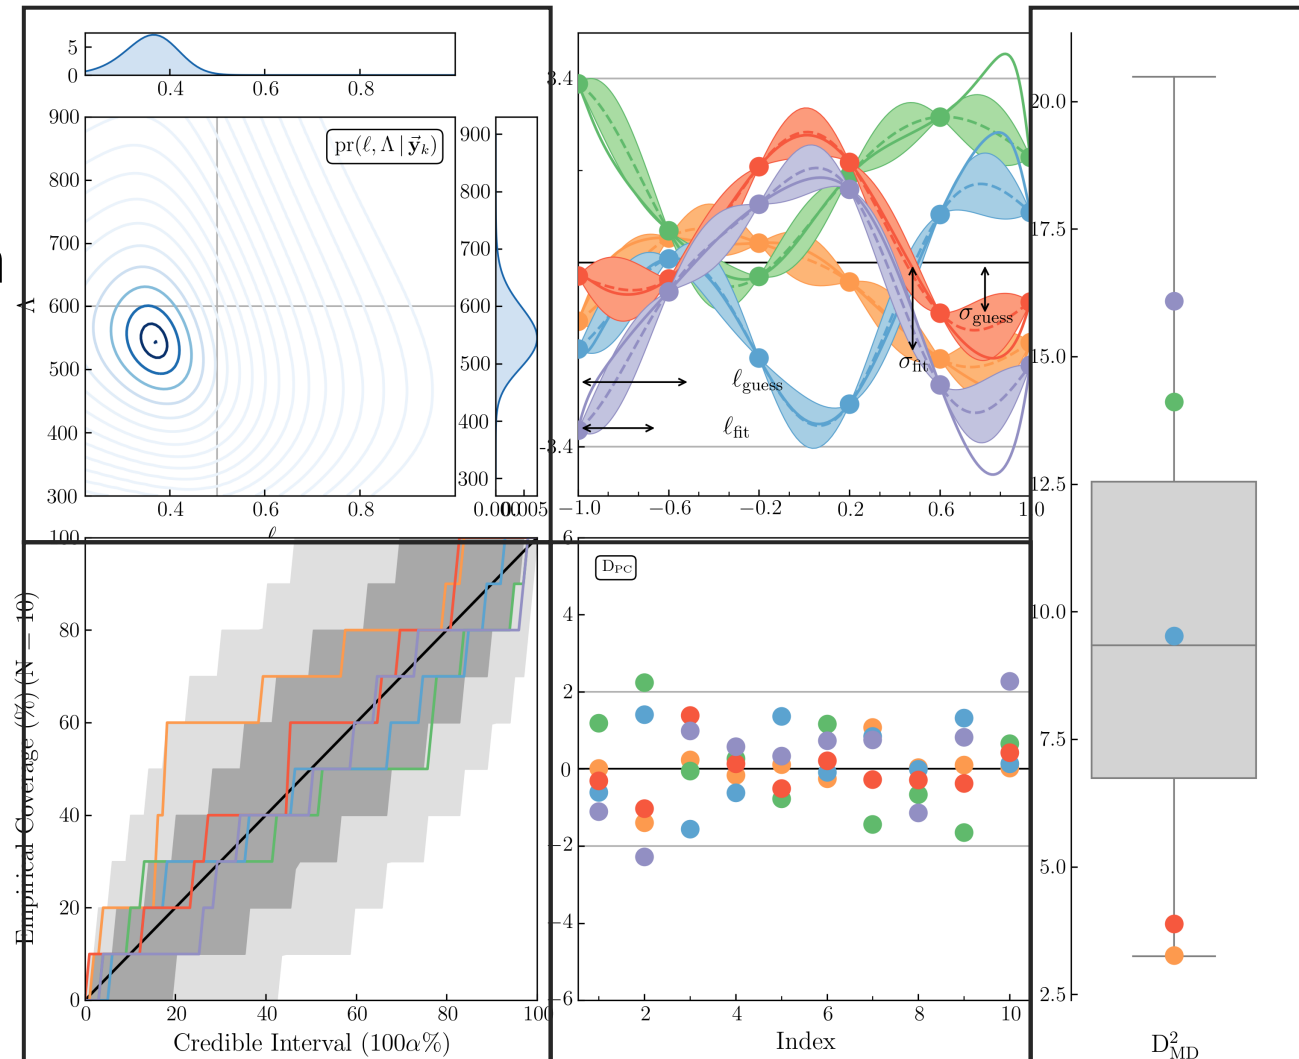 5
0
0.4 0.6 0.8
900
800
700
600
500
400
300
Λ
pr(ℓ, Λ | y⃗k)
0.4 0.6 0.8
ℓ
900
800
700
600
500
400
300
0.000 0.005
3.4
-3.4
ℓguess
ℓfit
σfit
σguess
−1.0 −0.6 −0.2 0.2 0.6 1.0
20.0
17.5
15.0
12.5
10.0
7.5
5.0
2.5
D²MD
100
80
60
40
20
0
Empirical Coverage (%) (N = 10)
0 20 40 60 80 100
Credible Interval (100α%)
DPC
6
4
2
0
−2
−4
−6
2 4 6 8 10
Index